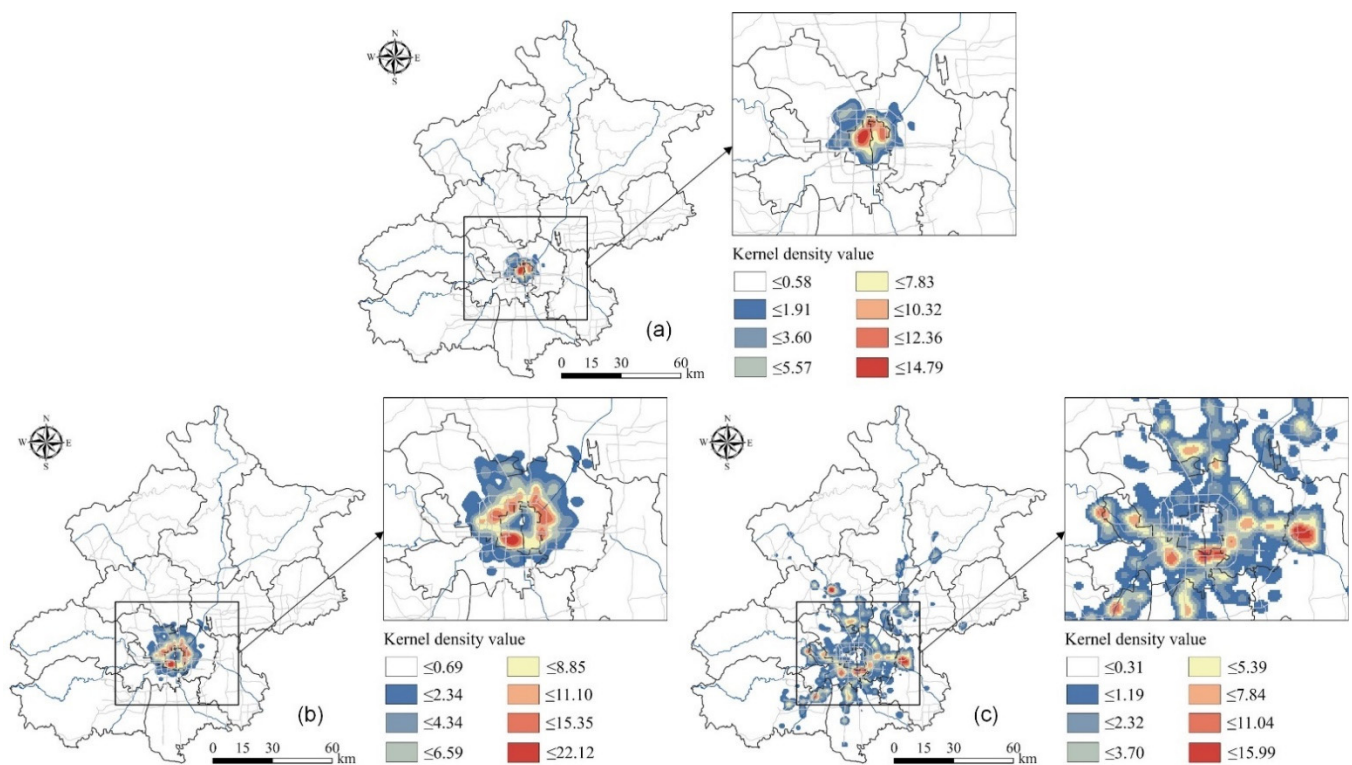 N
W E
S
(a)
0 15 30 60
km
Kernel density value
≤0.58 ≤7.83
≤1.91 ≤10.32
≤3.60 ≤12.36
≤5.57 ≤14.79
N
W E
S
(b)
0 15 30 60
km
Kernel density value
≤0.69 ≤8.85
≤2.34 ≤11.10
≤4.34 ≤15.35
≤6.59 ≤22.12
N
W E
S
(c)
0 15 30 60
km
Kernel density value
≤0.31 ≤5.39
≤1.19 ≤7.84
≤2.32 ≤11.04
≤3.70 ≤15.99